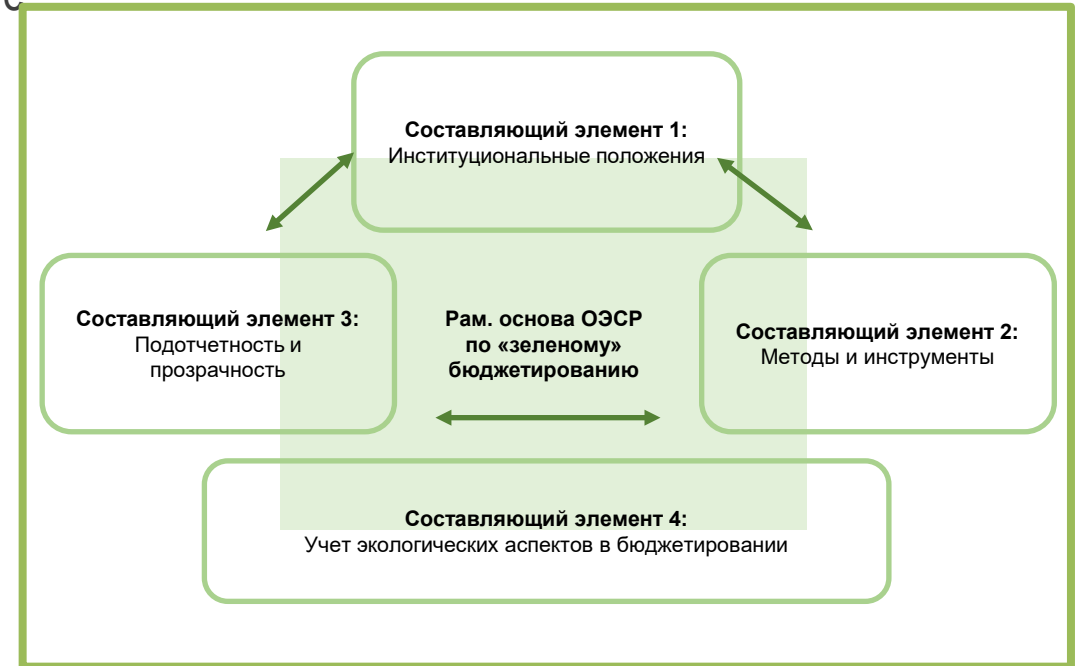 Составляющий элемент 1:
Институциональные положения
Составляющий элемент 3:
Подотчетность и
прозрачность
Рам. основа ОЭСР
по «зеленому»
бюджетированию
Составляющий элемент 2:
Методы и инструменты
Составляющий элемент 4:
Учет экологических аспектов в бюджетировании